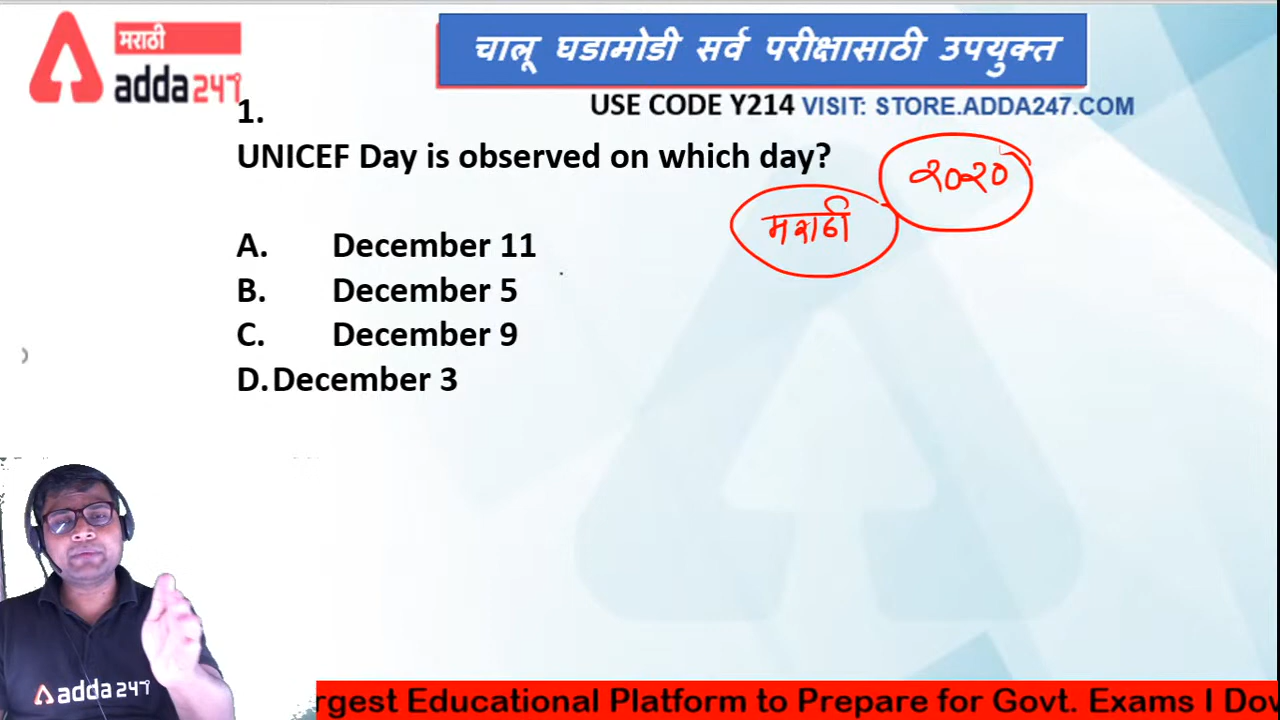 मराठी
adda247
चालू घडामोडी सर्व परीक्षासाठी उपयुक्त
USE CODE Y214 VISIT: STORE.ADDA247.COM
1.
UNICEF Day is observed on which day?
२०२०
मराठी
A. December 11
B. December 5
C. December 9
D. December 3
adda247
rgest Educational Platform to Prepare for Govt. Exams I Dow